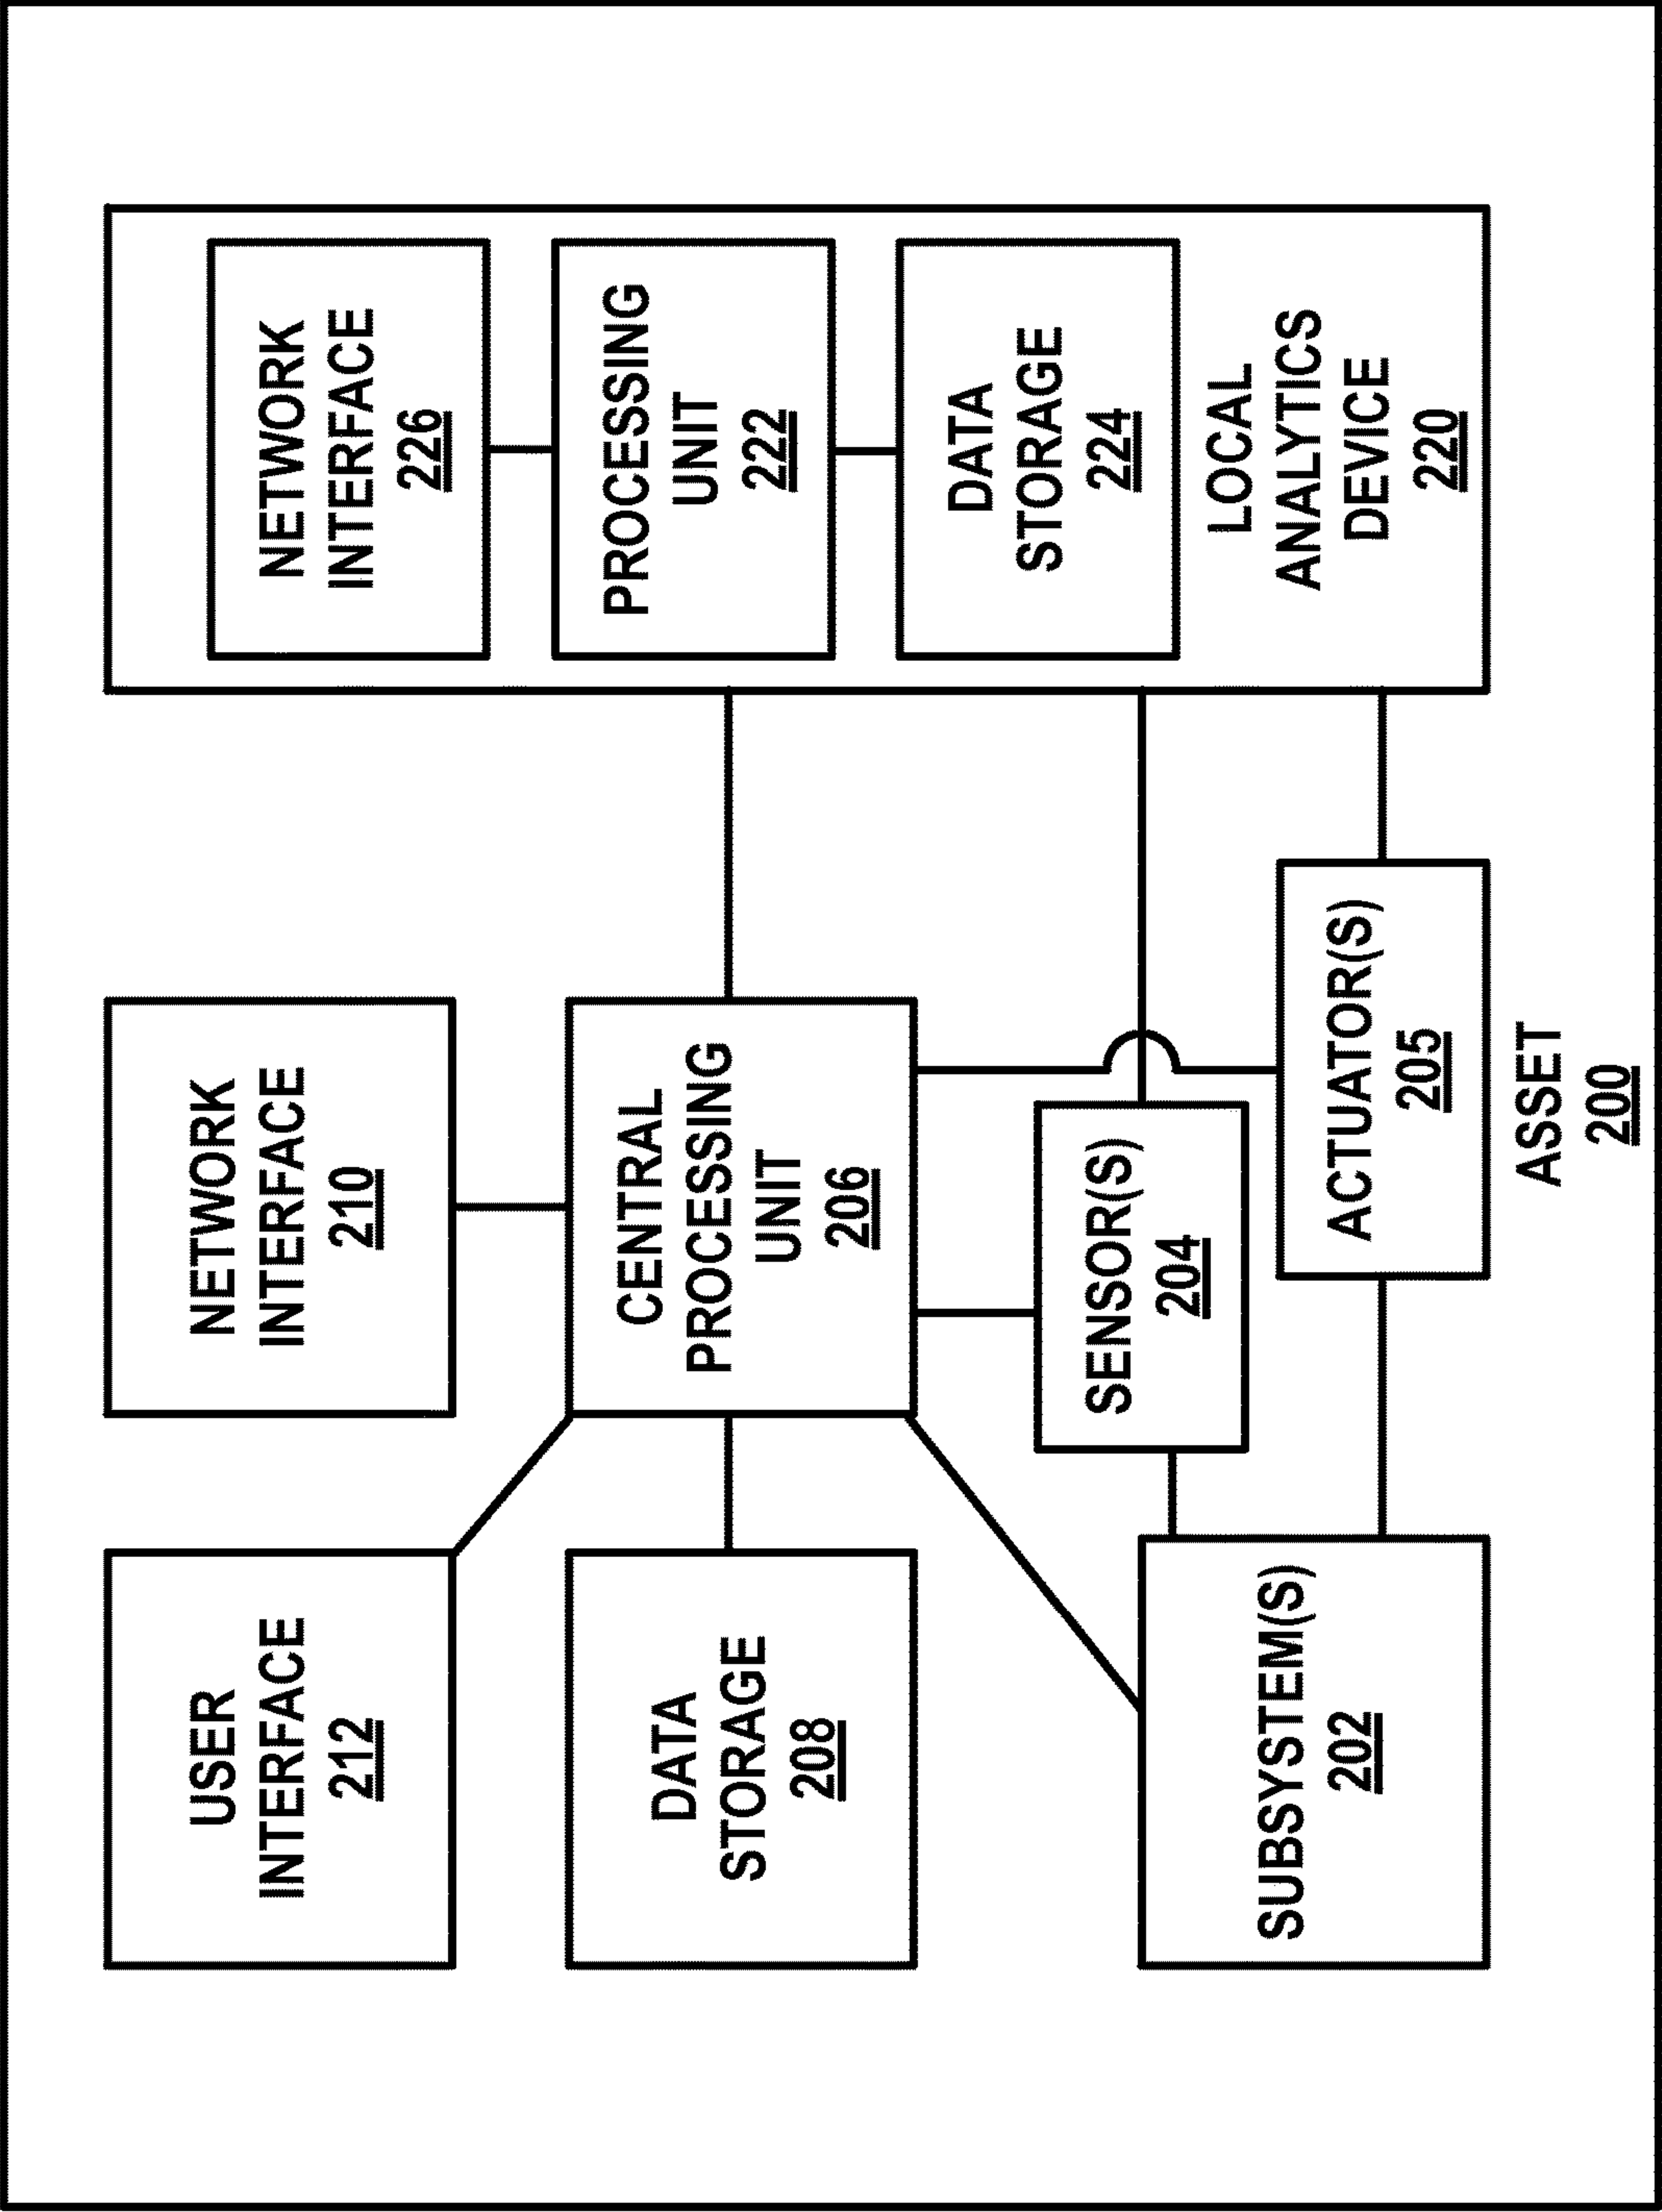 USER
INTERFACE
212
NETWORK
INTERFACE
210
NETWORK
INTERFACE
226
DATA
STORAGE
208
CENTRAL
PROCESSING
UNIT
206
PROCESSING
UNIT
222
SUBSYSTEM(S)
202
SENSOR(S)
204
ACTUATOR(S)
205
DATA
STORAGE
224
LOCAL
ANALYTICS
DEVICE
220
ASSET
200